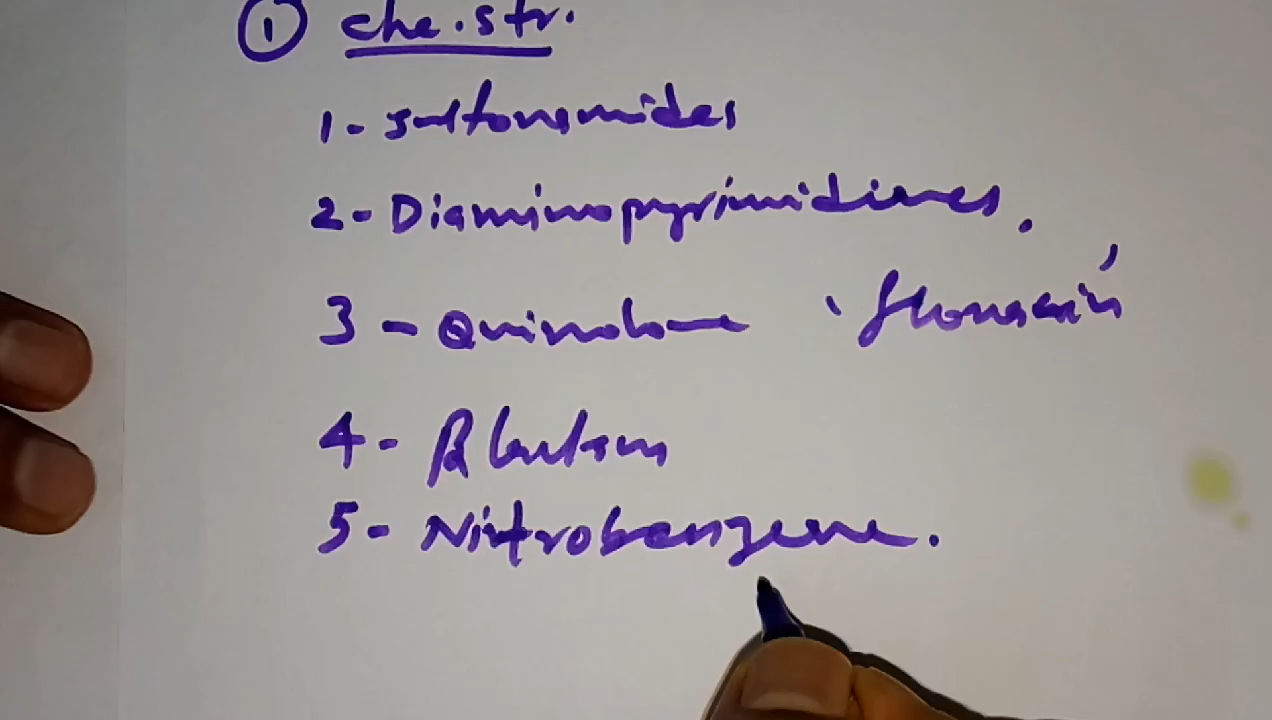 ① che.str.
1- sulfonamides
2- Diaminopyrimidines.
3 - Quinolone
4- β lactam
5- Nitrobenzene.